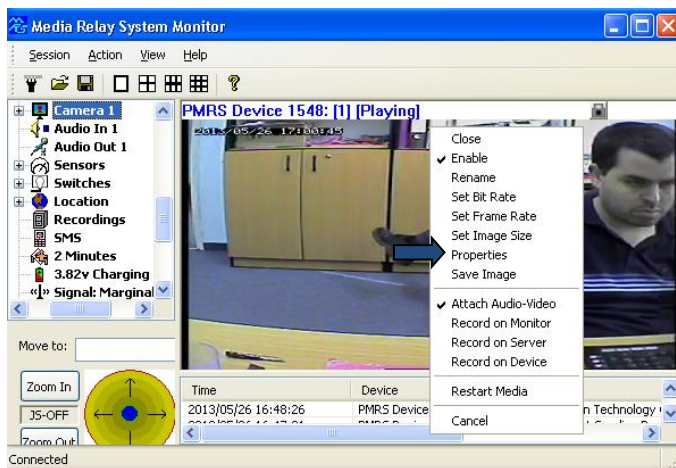 Media Relay System Monitor
Session Action View Help
Camera 1
Audio In 1
Audio Out 1
Sensors
Switches
Location
Recordings
SMS
2 Minutes
3.82v Charging
Signal: Marginal
PMRS Device 1548: [1] [Playing]
2013/05/26 17:00:45
Close
Enable
Rename
Set Bit Rate
Set Frame Rate
Set Image Size
Properties
Save Image
Attach Audio-Video
Record on Monitor
Record on Server
Record on Device
Restart Media
Cancel
Move to:
Zoom In
JS-OFF
Zoom Out
Time Device
2013/05/26 16:48:26 PMRS Device n Technology
Connected